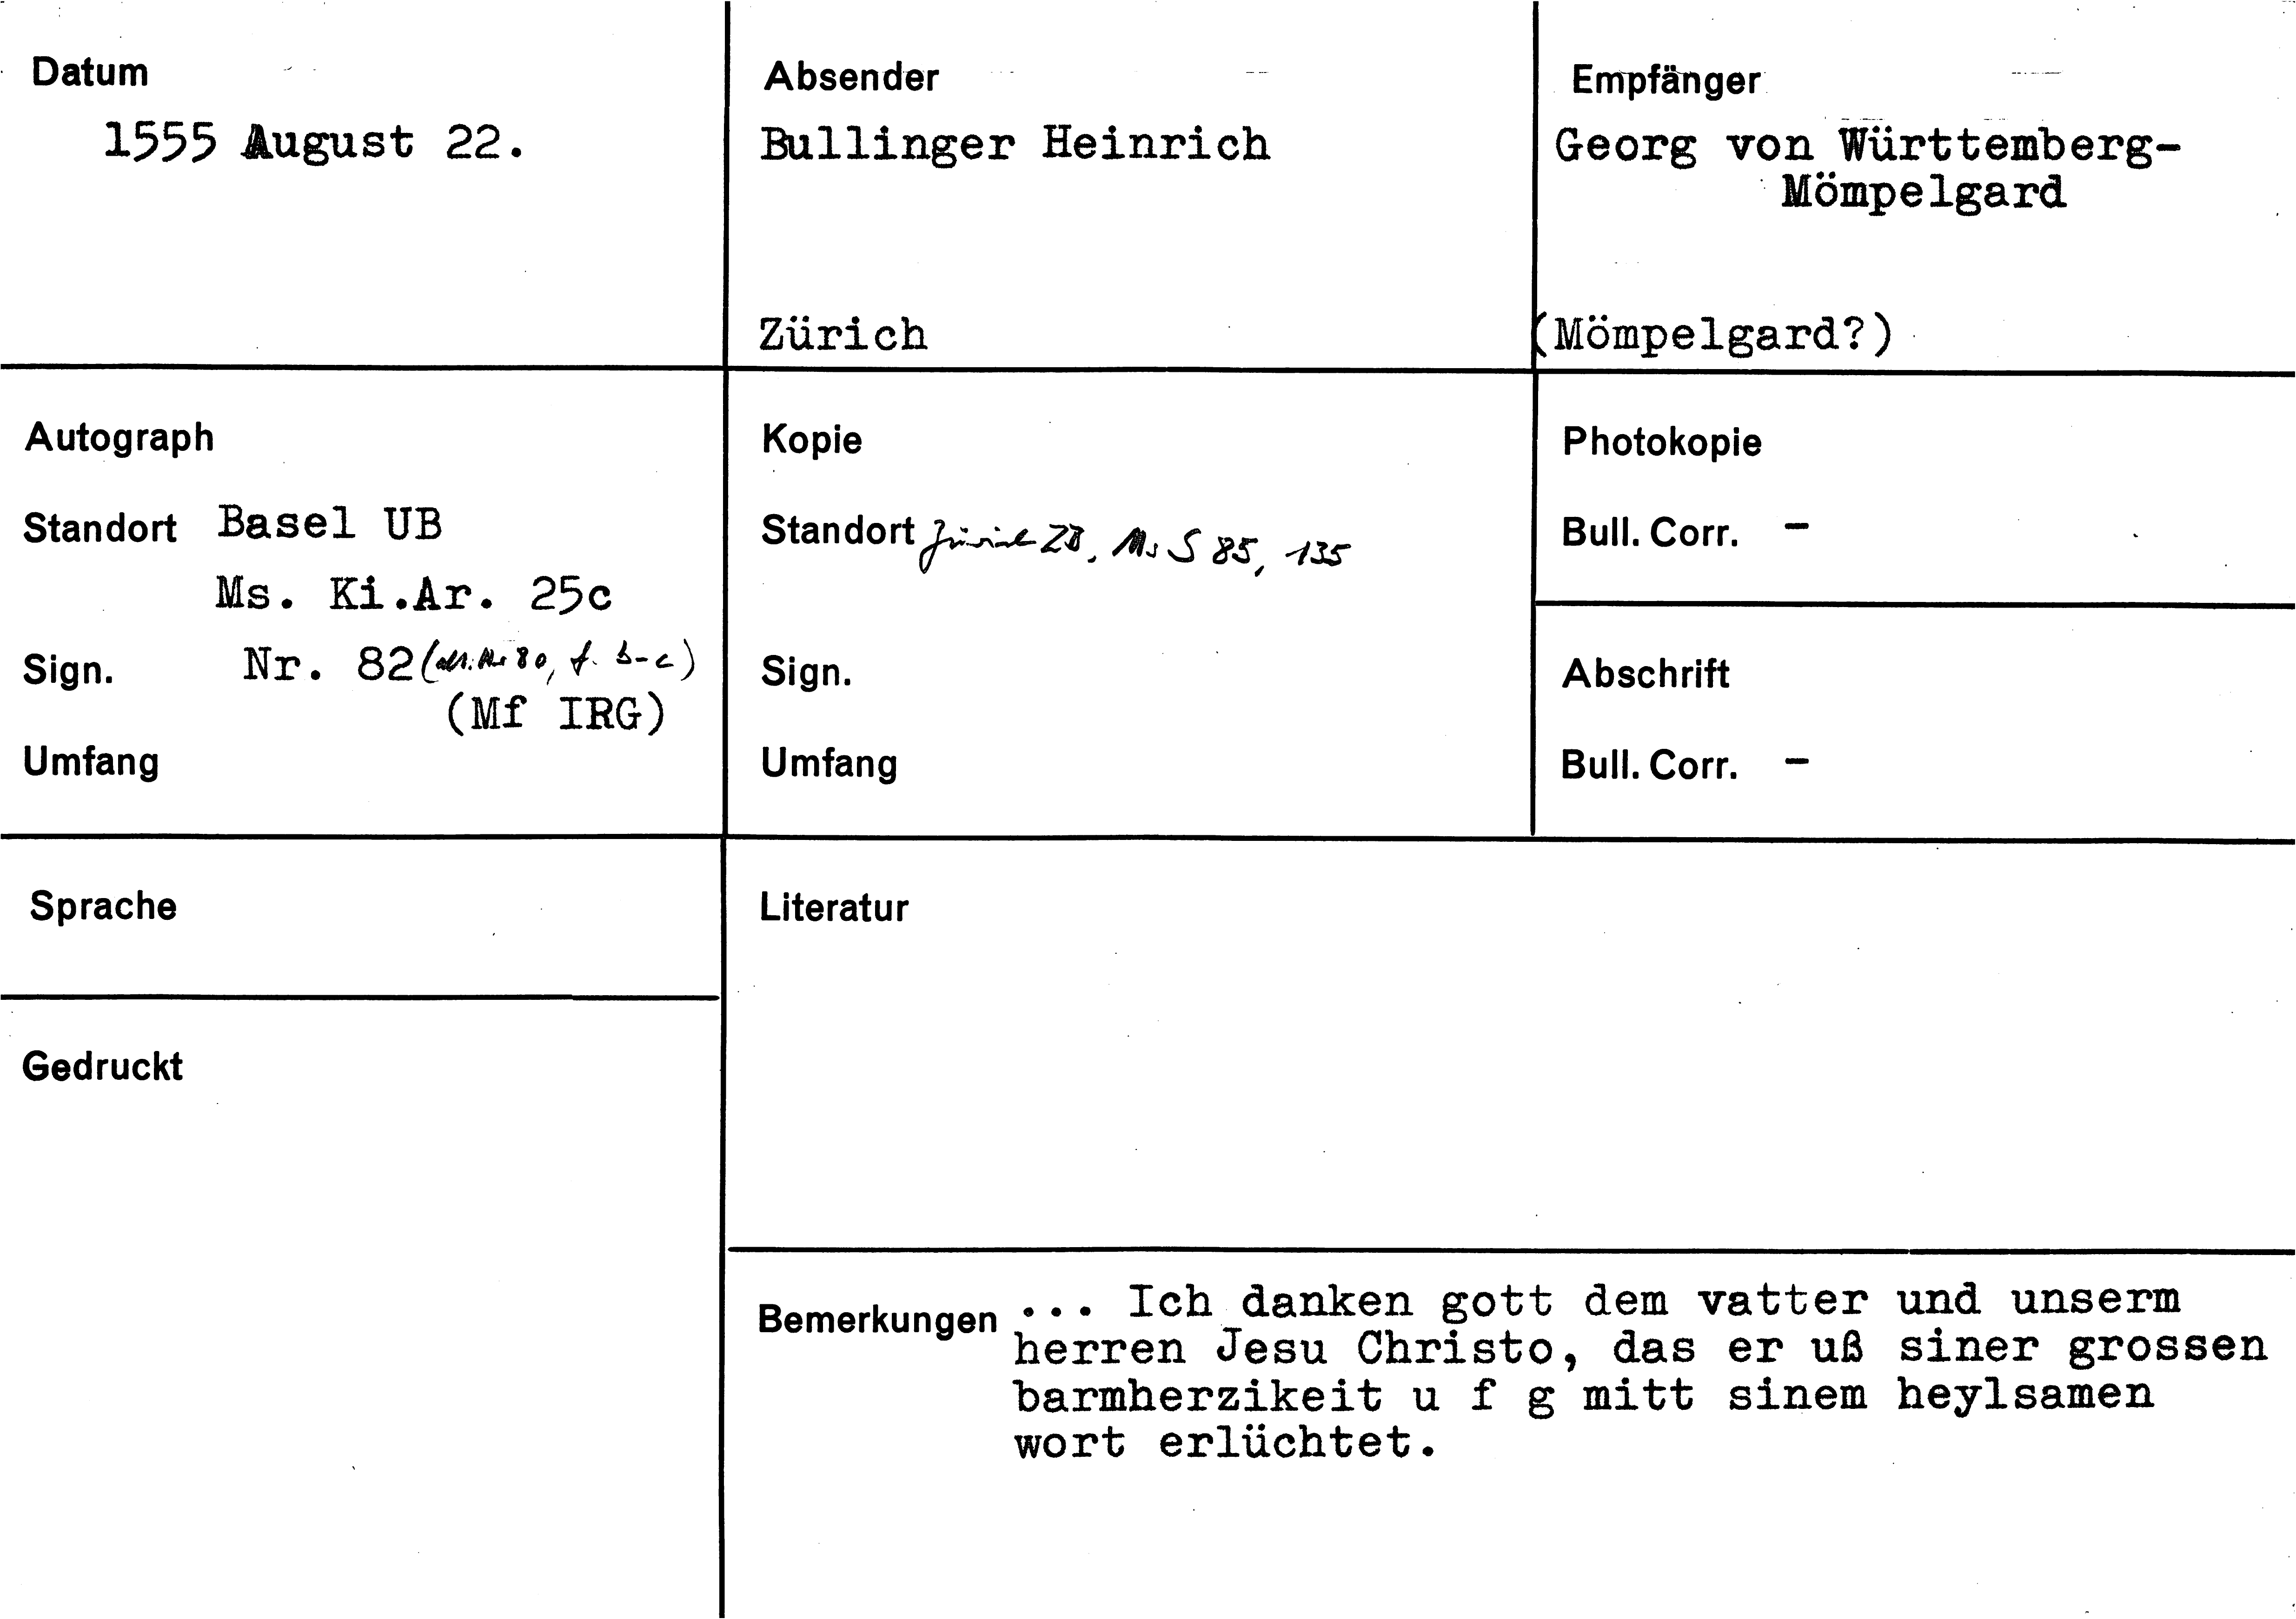 Datum
1555 August 22.
Absender
Bullinger Heinrich
Zürich
Empfänger
Georg von Württemberg-
Mömpelgard
(Mömpelgard?)
Autograph
Standort Basel UB
Ms. Ki.Ar. 25c
Sign. Nr. 82 (alt: Nr 80, f. b-c)
(Mf IRG)
Umfang
Kopie
Standort Zürich ZB, Ms S 85, 135
Sign.
Umfang
Photokopie
Bull. Corr. –
Abschrift
Bull. Corr. –
Sprache
Gedruckt
Literatur
Bemerkungen ... Ich danken gott dem vatter und unserm
herren Jesu Christo, das er uß siner grossen
barmherzikeit u f g mitt sinem heylsamen
wort erlüchtet.